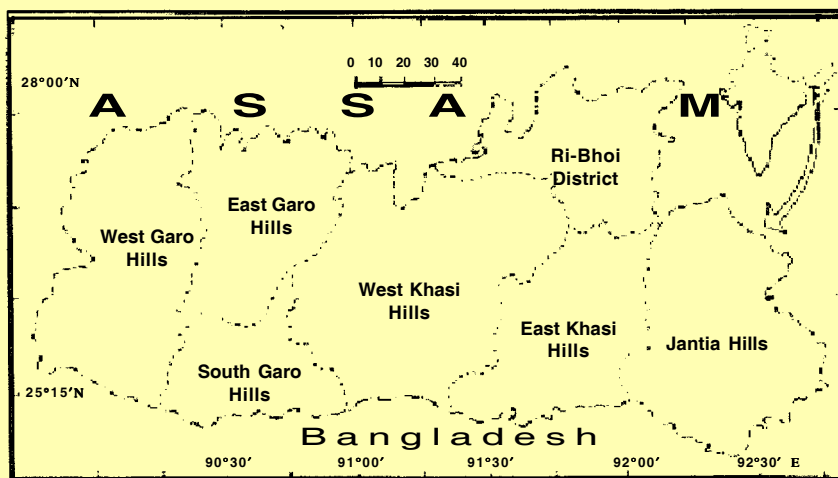 0 10 20 30 40
28°00′N
A S S A M
Ri-Bhoi
District
East Garo
Hills
West Garo
Hills
West Khasi
Hills
East Khasi
Hills
Jantia Hills
South Garo
Hills
25°15′N
Bangladesh
90°30′ 91°00′ 91°30′ 92°00′ 92°30′ E